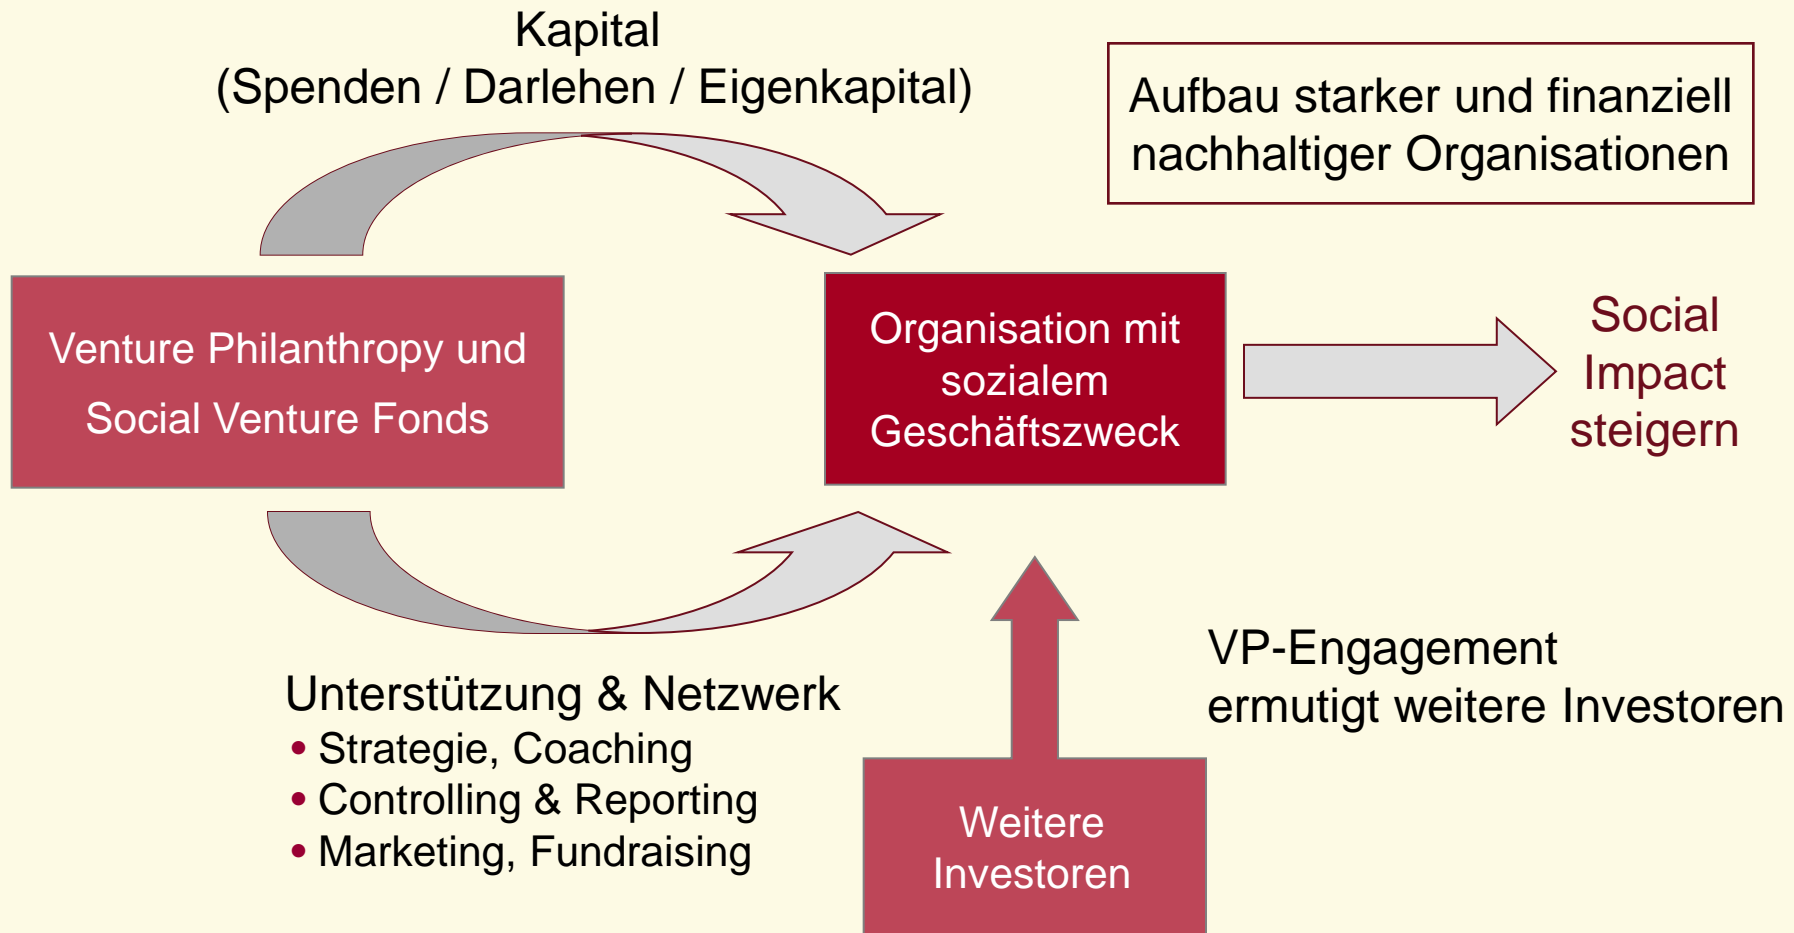 Kapital
(Spenden / Darlehen / Eigenkapital)
Aufbau starker und finanziell
nachhaltiger Organisationen
Venture Philanthropy und
Social Venture Fonds
Organisation mit
sozialem
Geschäftszweck
Social
Impact
steigern
Unterstützung & Netzwerk
• Strategie, Coaching
• Controlling & Reporting
• Marketing, Fundraising
VP-Engagement
ermutigt weitere Investoren
Weitere
Investoren